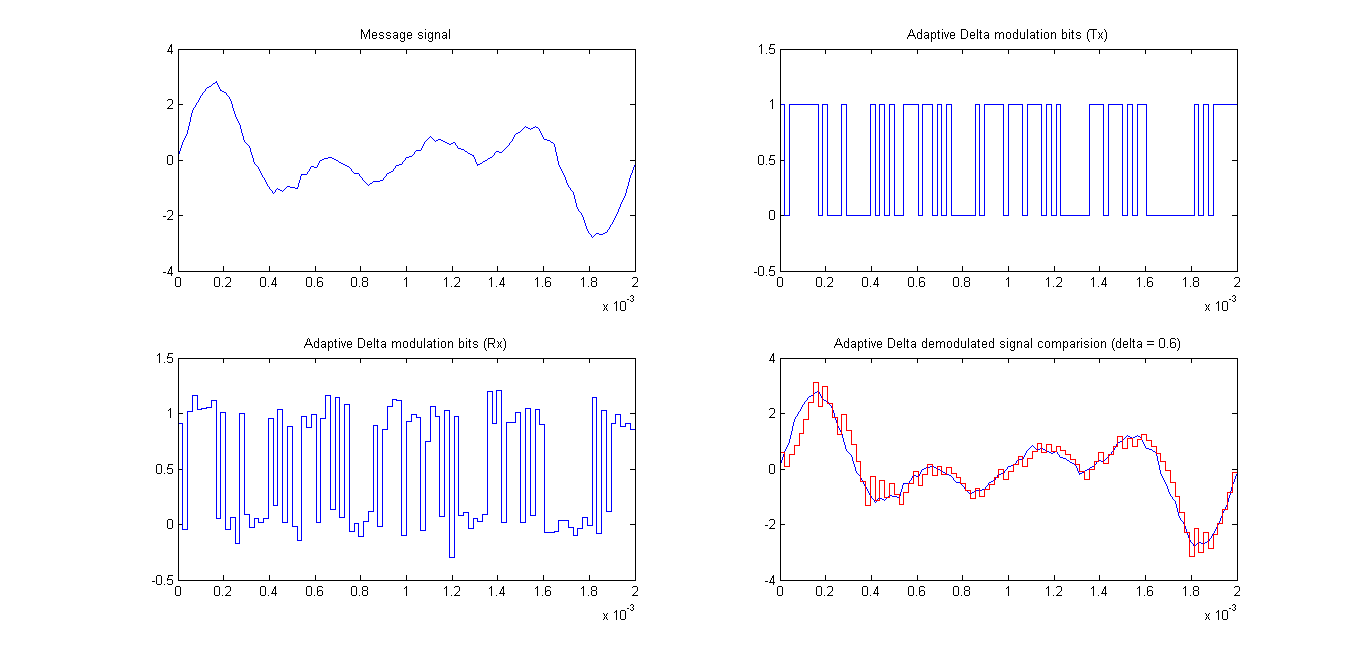 Message signal
4
2
0
-2
-4
0 0.2 0.4 0.6 0.8 1 1.2 1.4 1.6 1.8 2
x 10-3
Adaptive Delta modulation bits (Tx)
1.5
1
0.5
0
-0.5
0 0.2 0.4 0.6 0.8 1 1.2 1.4 1.6 1.8 2
x 10-3
Adaptive Delta modulation bits (Rx)
1.5
1
0.5
0
-0.5
0 0.2 0.4 0.6 0.8 1 1.2 1.4 1.6 1.8 2
x 10-3
Adaptive Delta demodulated signal comparision (delta = 0.6)
4
2
0
-2
-4
0 0.2 0.4 0.6 0.8 1 1.2 1.4 1.6 1.8 2
x 10-3